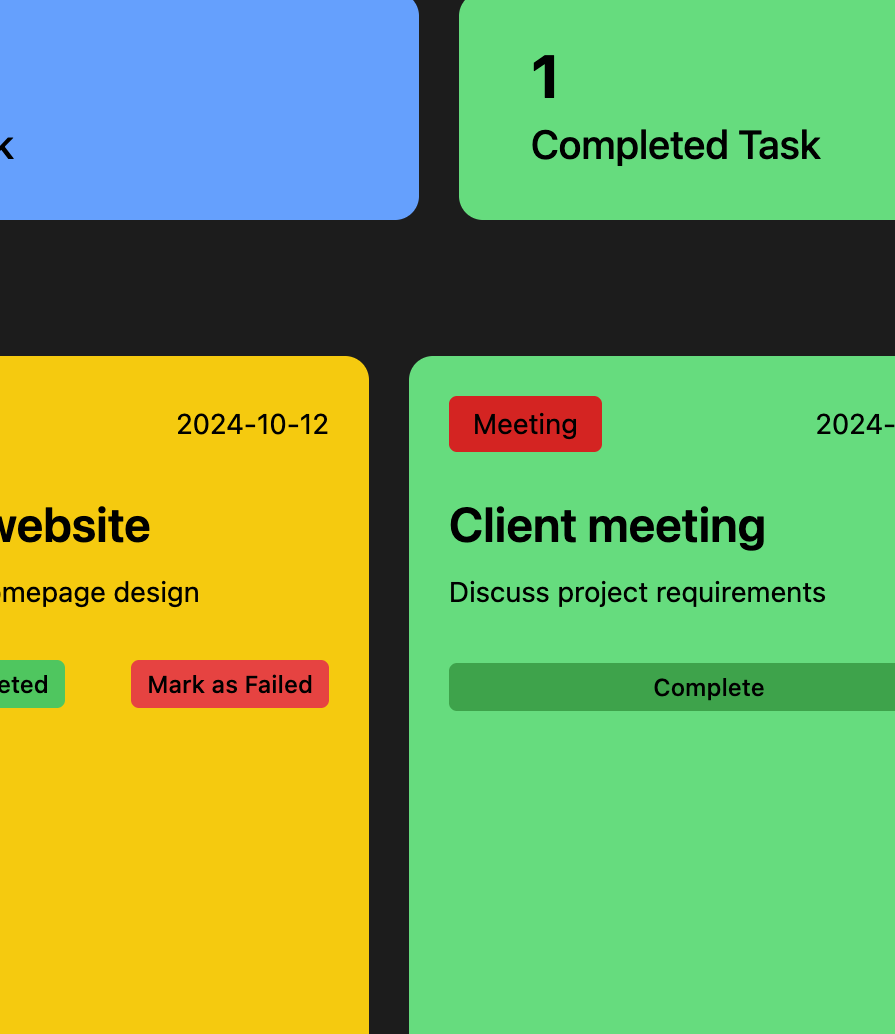 1
k
Completed Task
2024-10-12
website
omepage design
eted
Mark as Failed
Meeting
2024-
Client meeting
Discuss project requirements
Complete